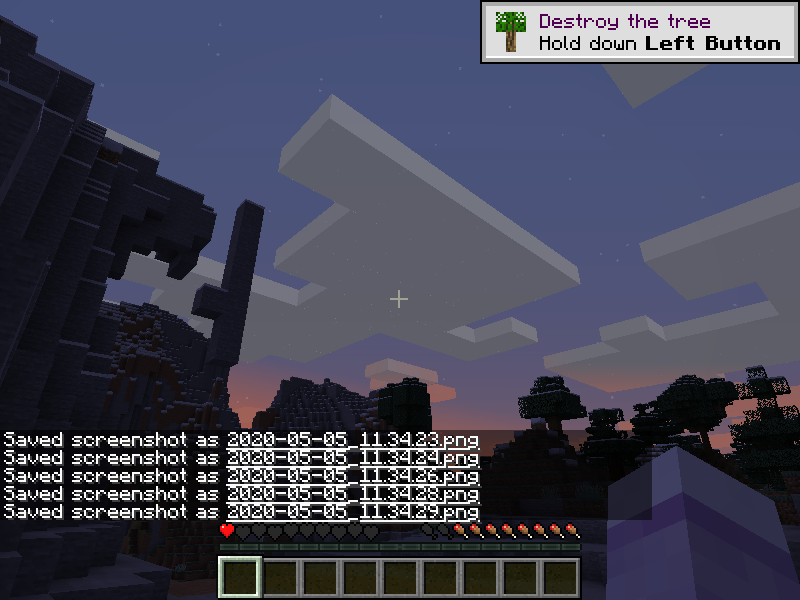 Destroy the tree
Hold down Left Button
Saved screenshot as 2020-05-05_11.34.23.png
Saved screenshot as 2020-05-05_11.34.24.png
Saved screenshot as 2020-05-05_11.34.26.png
Saved screenshot as 2020-05-05_11.34.28.png
Saved screenshot as 2020-05-05_11.34.29.png